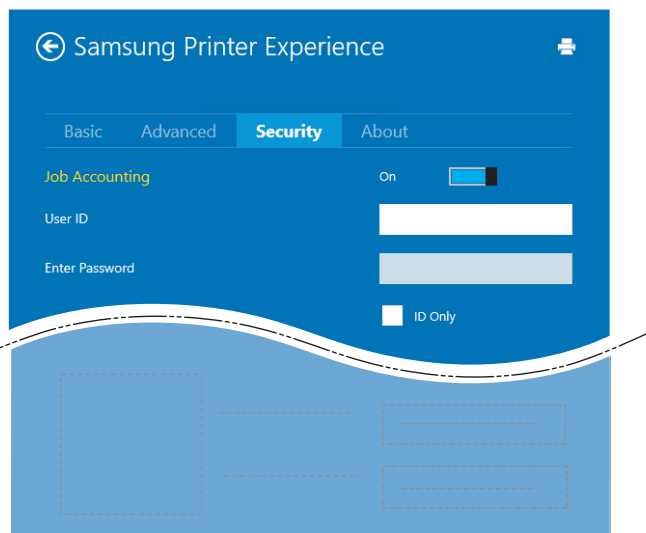 Samsung Printer Experience
Basic Advanced Security About
Job Accounting On
User ID
Enter Password
ID Only